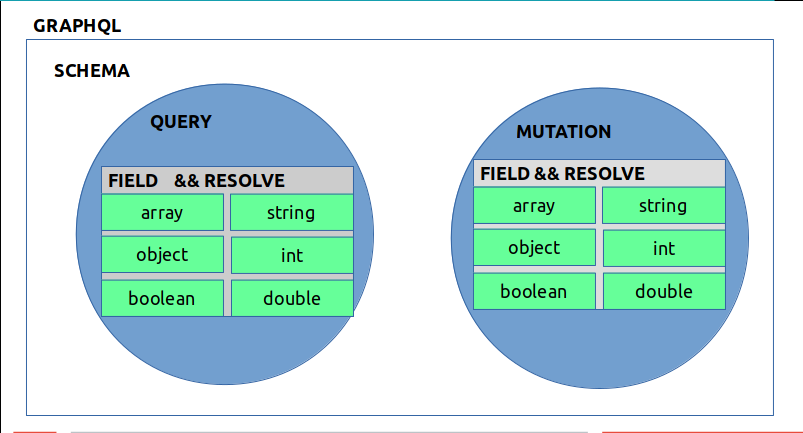 GRAPHQL
SCHEMA
QUERY
FIELD && RESOLVE
array string
object int
boolean double
MUTATION
FIELD && RESOLVE
array string
object int
boolean double